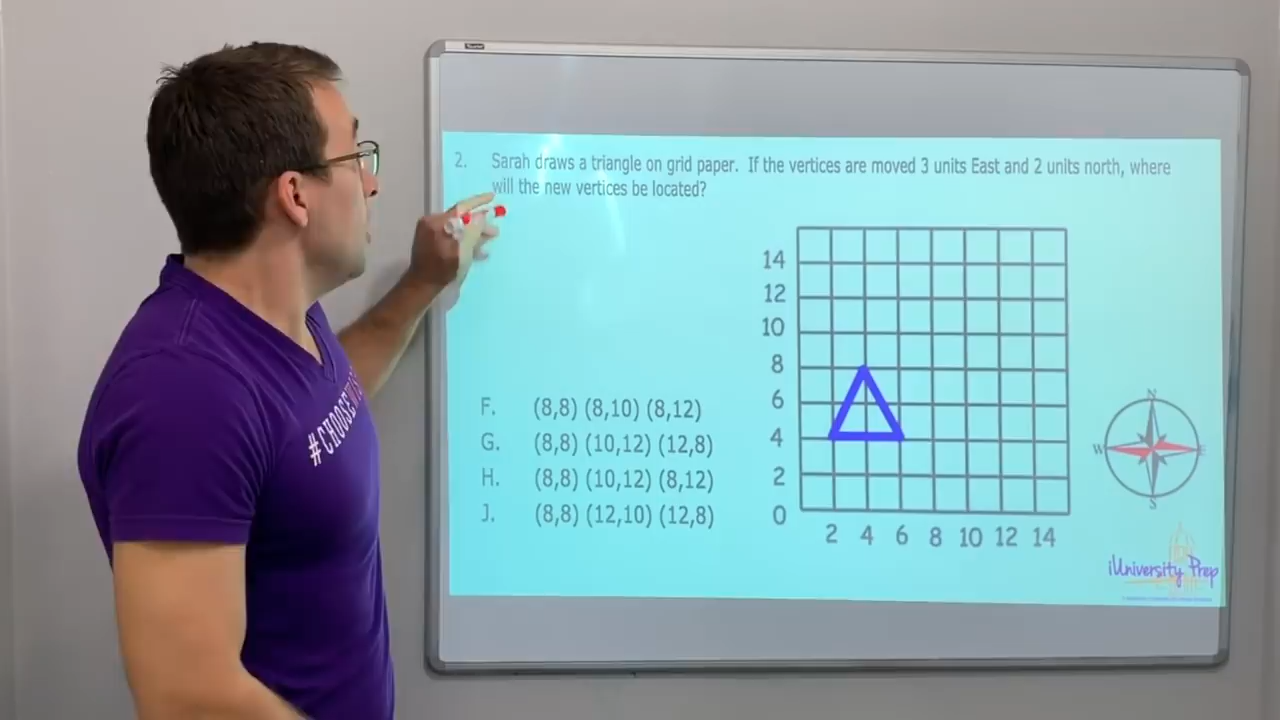 2. Sarah draws a triangle on grid paper. If the vertices are moved 3 units East and 2 units north, where
will the new vertices be located?
14
12
10
8
6
4
2
0
2 4 6 8 10 12 14
F. (8,8) (8,10) (8,12)
G. (8,8) (10,12) (12,8)
H. (8,8) (10,12) (8,12)
J. (8,8) (12,10) (12,8)
N
W E
S
iUniversity Prep
#CHOOSE